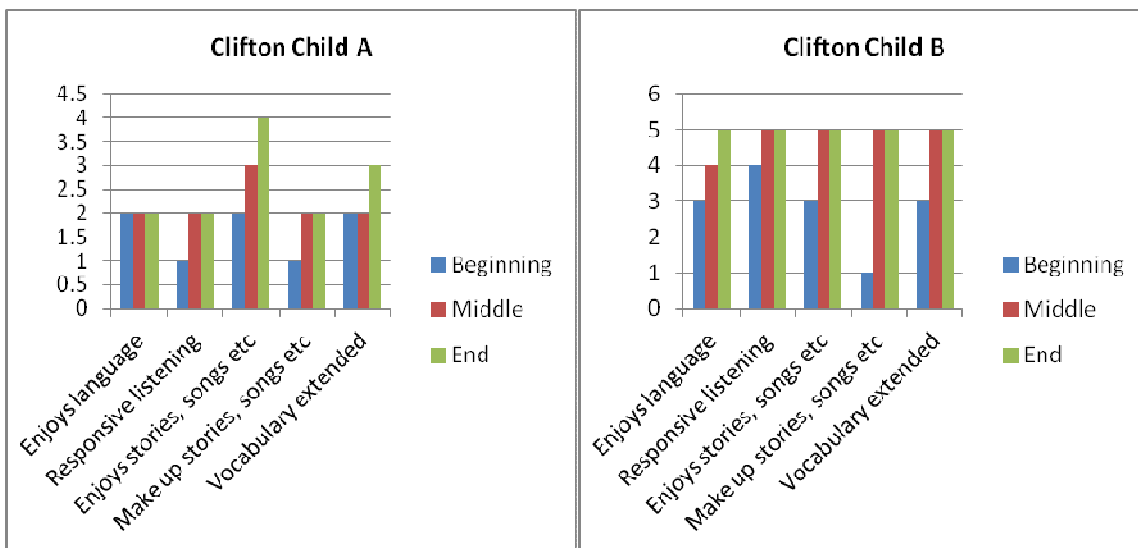 Clifton Child A
4.5
4
3.5
3
2.5
2
1.5
1
0.5
0
Enjoys language
Responsive listening
Enjoys stories, songs etc
Make up stories, songs etc
Vocabulary extended
Beginning
Middle
End
Clifton Child B
6
5
4
3
2
1
0
Enjoys language
Responsive listening
Enjoys stories, songs etc
Make up stories, songs etc
Vocabulary extended
Beginning
Middle
End